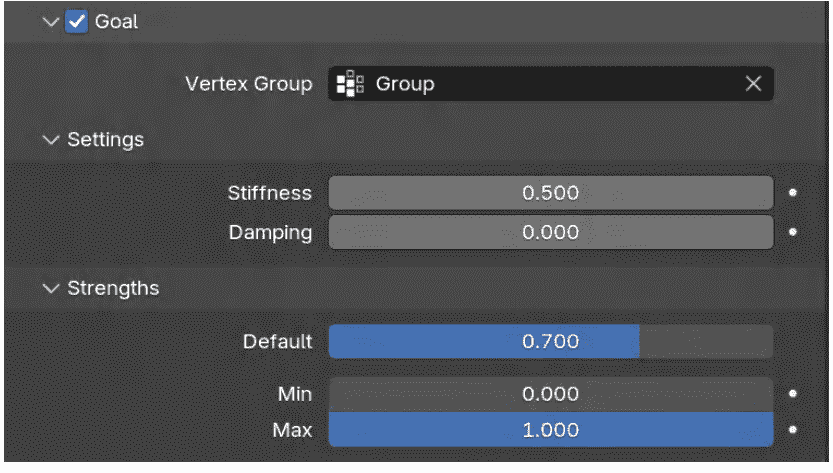 Goal
Vertex Group Group
Settings
Stiffness 0.500
Damping 0.000
Strengths
Default 0.700
Min 0.000
Max 1.000